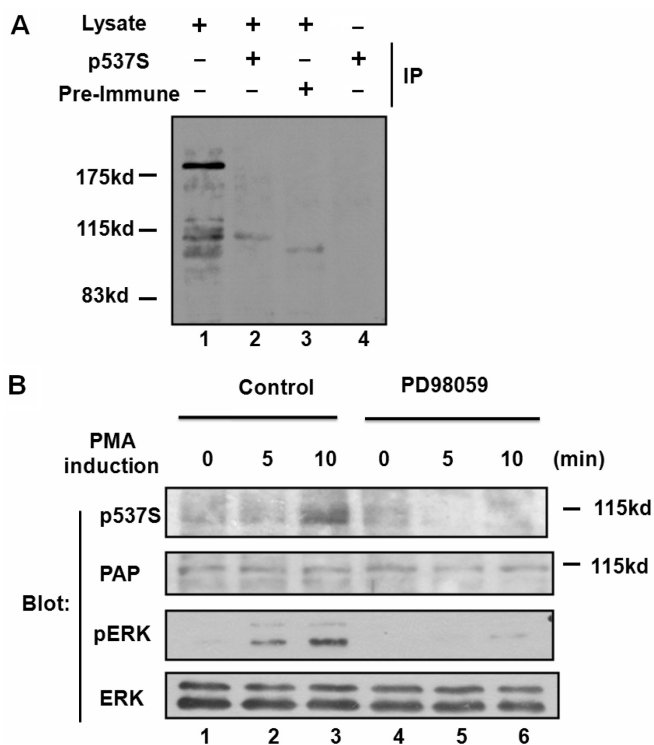 A
Lysate + + + –
p537S – + – +
Pre-Immune – – + –
IP
175kd
115kd
83kd
1 2 3 4
B
Control PD98059
PMA
induction 0 5 10 0 5 10 (min)
p537S 115kd
PAP 115kd
Blot:
pERK
ERK
1 2 3 4 5 6